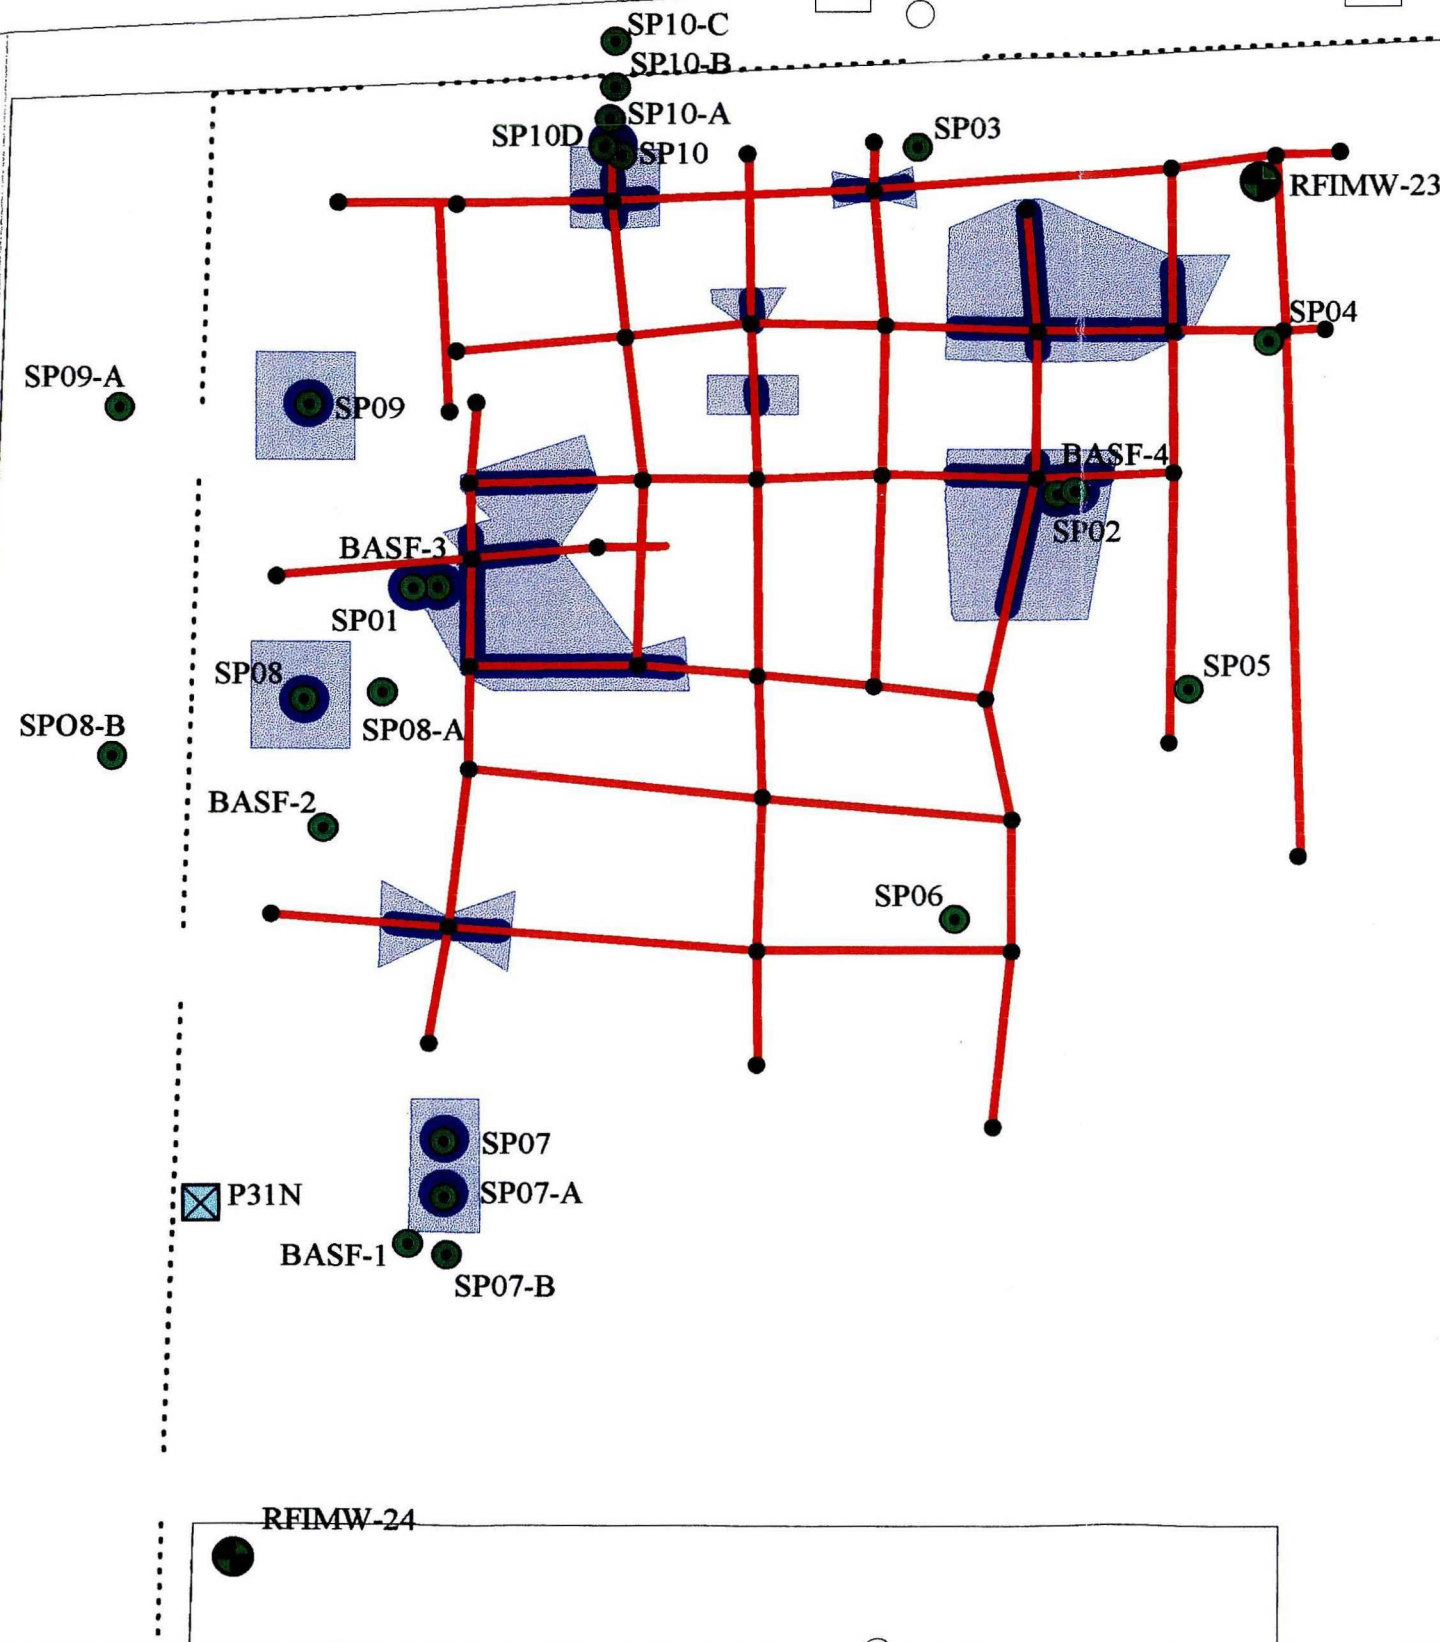 SP10-C
SP10-B
SP10-A
SP10D
SP10
SP03
RFIMW-23
SP04
SP09-A
SP09
BASF-4
SP02
BASF-3
SP01
SP08
SP08-A
SP05
SPO8-B
BASF-2
SP06
SP07
P31N
SP07-A
BASF-1
SP07-B
RFIMW-24